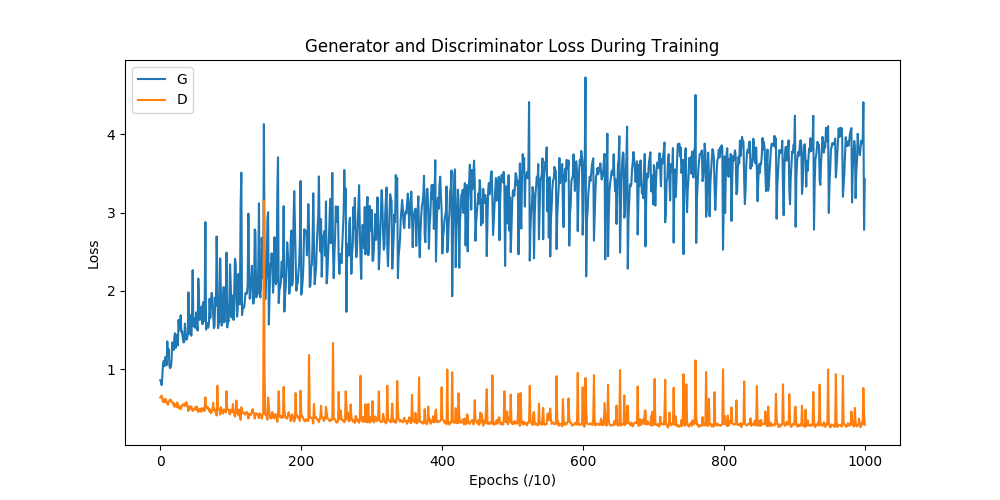 Generator and Discriminator Loss During Training
G
D
4
3
2
1
Loss
0
200
400
600
800
1000
Epochs (/10)